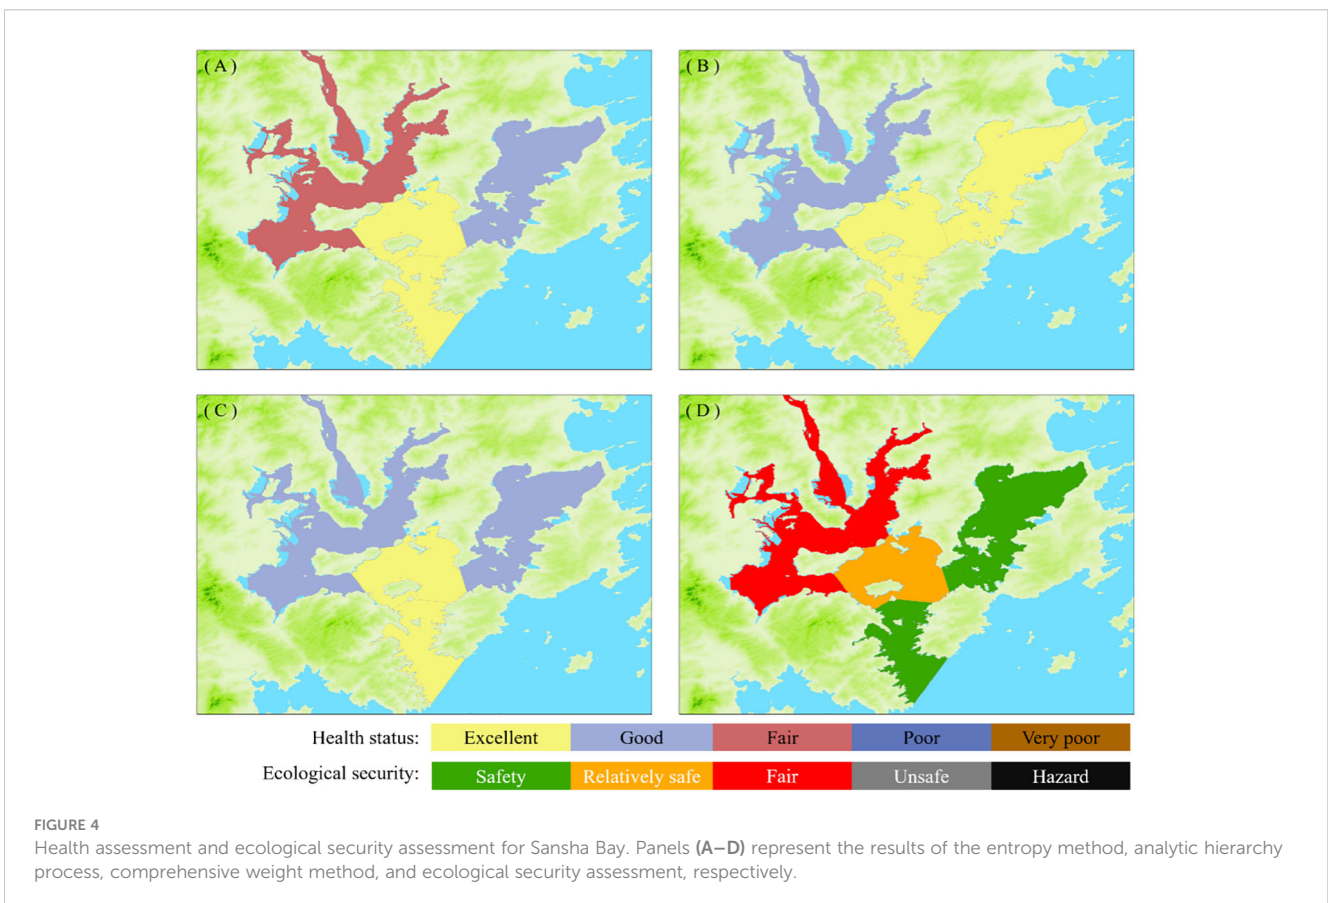 ( A )
( B )
( C )
( D )
Health status: Excellent Good Fair Poor Very poor
Ecological security: Safety Relatively safe Fair Unsafe Hazard
FIGURE 4
Health assessment and ecological security assessment for Sansha Bay. Panels (A–D) represent the results of the entropy method, analytic hierarchy
process, comprehensive weight method, and ecological security assessment, respectively.